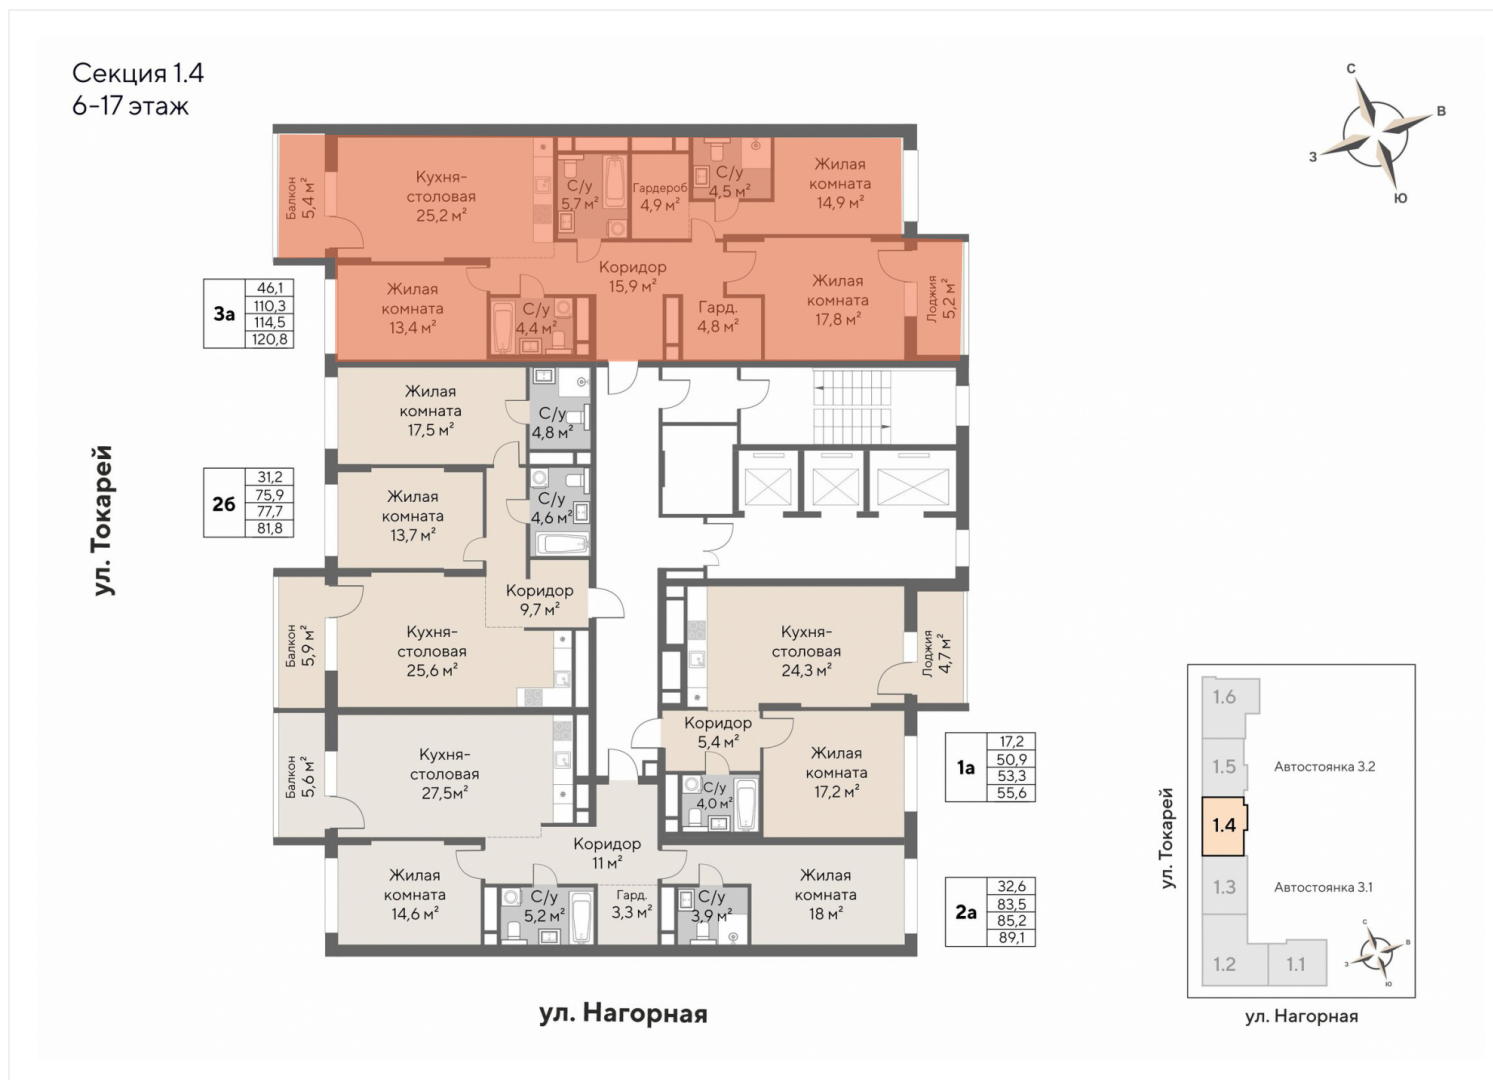 Секция 1.4
6-17 этаж
С
В
З
Ю
Балкон
5,4 м²
Кухня-
столовая
25,2 м²
С/у
5,7 м²
Гардероб
4,9 м²
С/у
4,5 м²
Жилая
комната
14,9 м²
Жилая
комната
13,4 м²
С/у
4,4 м²
Коридор
15,9 м²
Гард.
4,8 м²
Жилая
комната
17,8 м²
Лоджия
5,2 м²
3а
46,1
110,3
114,5
120,8
Жилая
комната
17,5 м²
С/у
4,8 м²
2б
31,2
75,9
77,7
81,8
Жилая
комната
13,7 м²
С/у
4,6 м²
ул. Токарей
Коридор
9,7 м²
Балкон
5,9 м²
Кухня-
столовая
25,6 м²
Кухня-
столовая
24,3 м²
Лоджия
4,7 м²
Коридор
5,4 м²
Жилая
комната
17,2 м²
С/у
4,0 м²
1а
17,2
50,9
53,3
55,6
Балкон
5,6 м²
Кухня-
столовая
27,5м²
Коридор
11 м²
Жилая
комната
14,6 м²
С/у
5,2 м²
Гард.
3,3 м²
С/у
3,9 м²
Жилая
комната
18 м²
2а
32,6
83,5
85,2
89,1
ул. Нагорная
1.6
1.5
Автостоянка 3.2
1.4
ул. Токарей
1.3
Автостоянка 3.1
1.2
1.1
С
В
З
Ю
ул. Нагорная